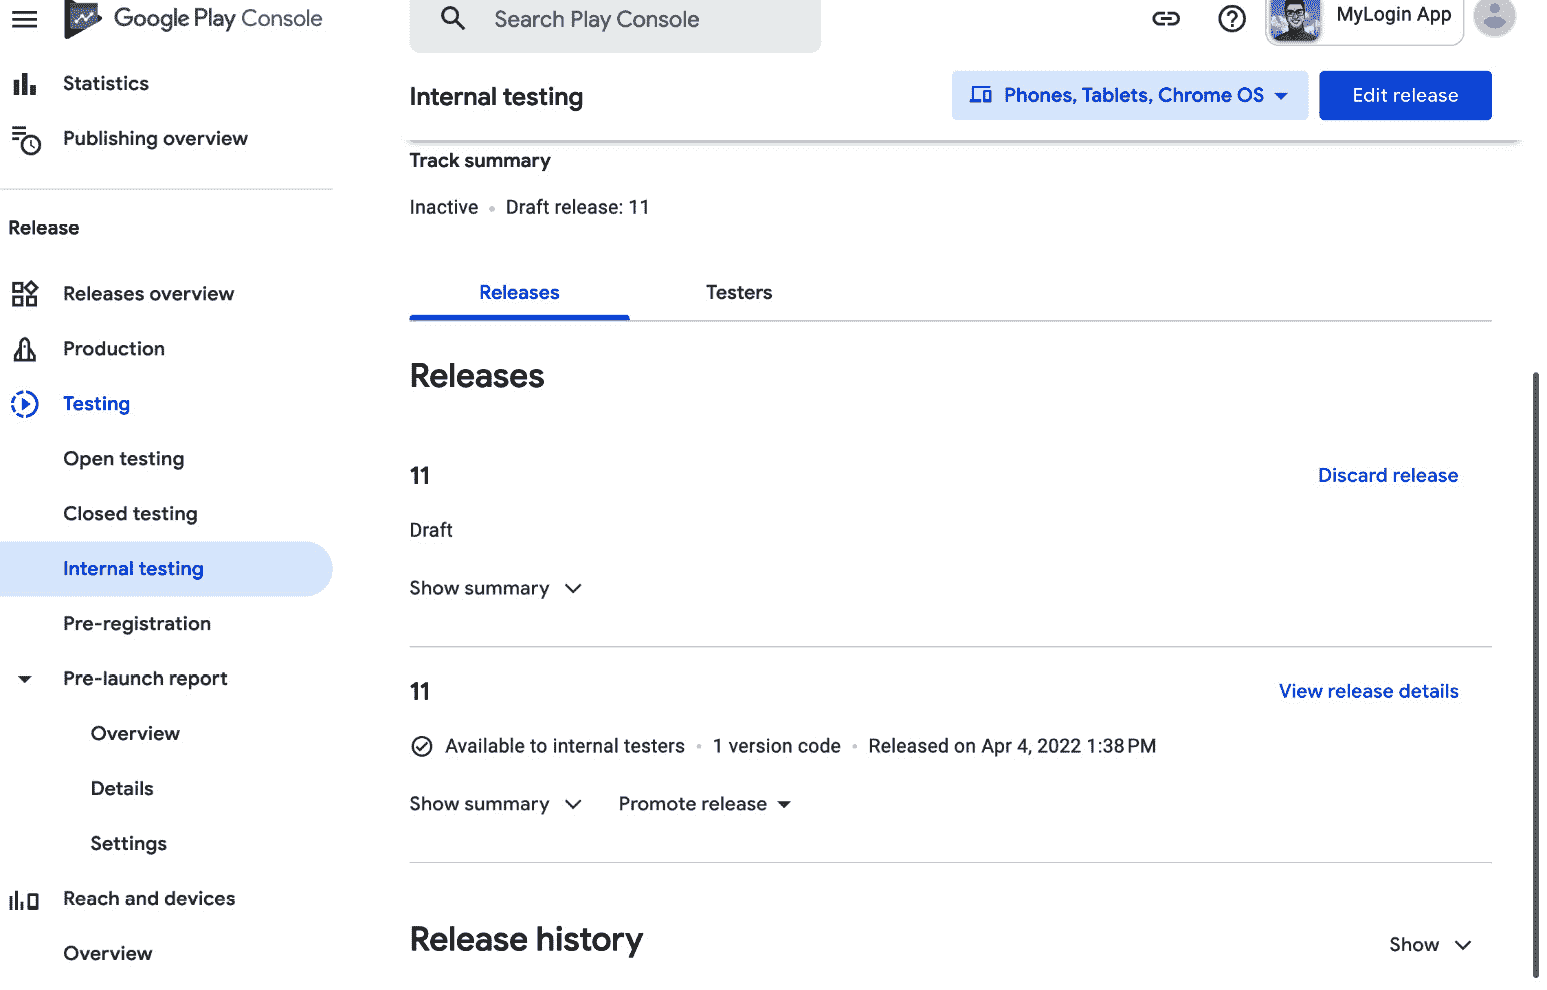 Google Play Console
Search Play Console
MyLogin App
Statistics
Publishing overview
Release
Releases overview
Production
Testing
Open testing
Closed testing
Internal testing
Pre-registration
Pre-launch report
Overview
Details
Settings
Reach and devices
Overview
Internal testing
Phones, Tablets, Chrome OS
Edit release
Track summary
Inactive • Draft release: 11
Releases
Testers
Releases
11
Discard release
Draft
Show summary
11
View release details
Available to internal testers • 1 version code • Released on Apr 4, 2022 1:38 PM
Show summary
Promote release
Release history
Show